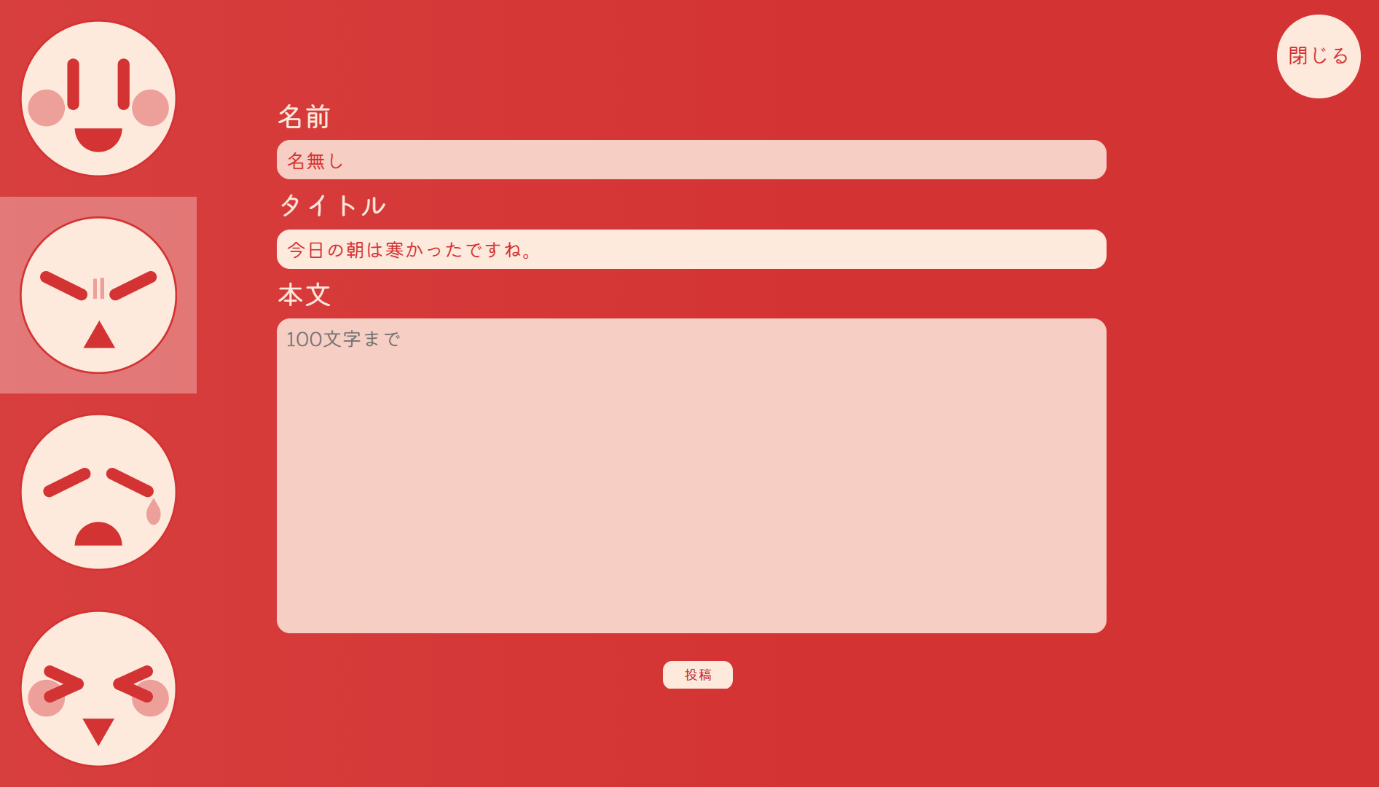 閉じる
名前
名無し
タイトル
今日の朝は寒かったですね。
本文
100文字まで
投稿